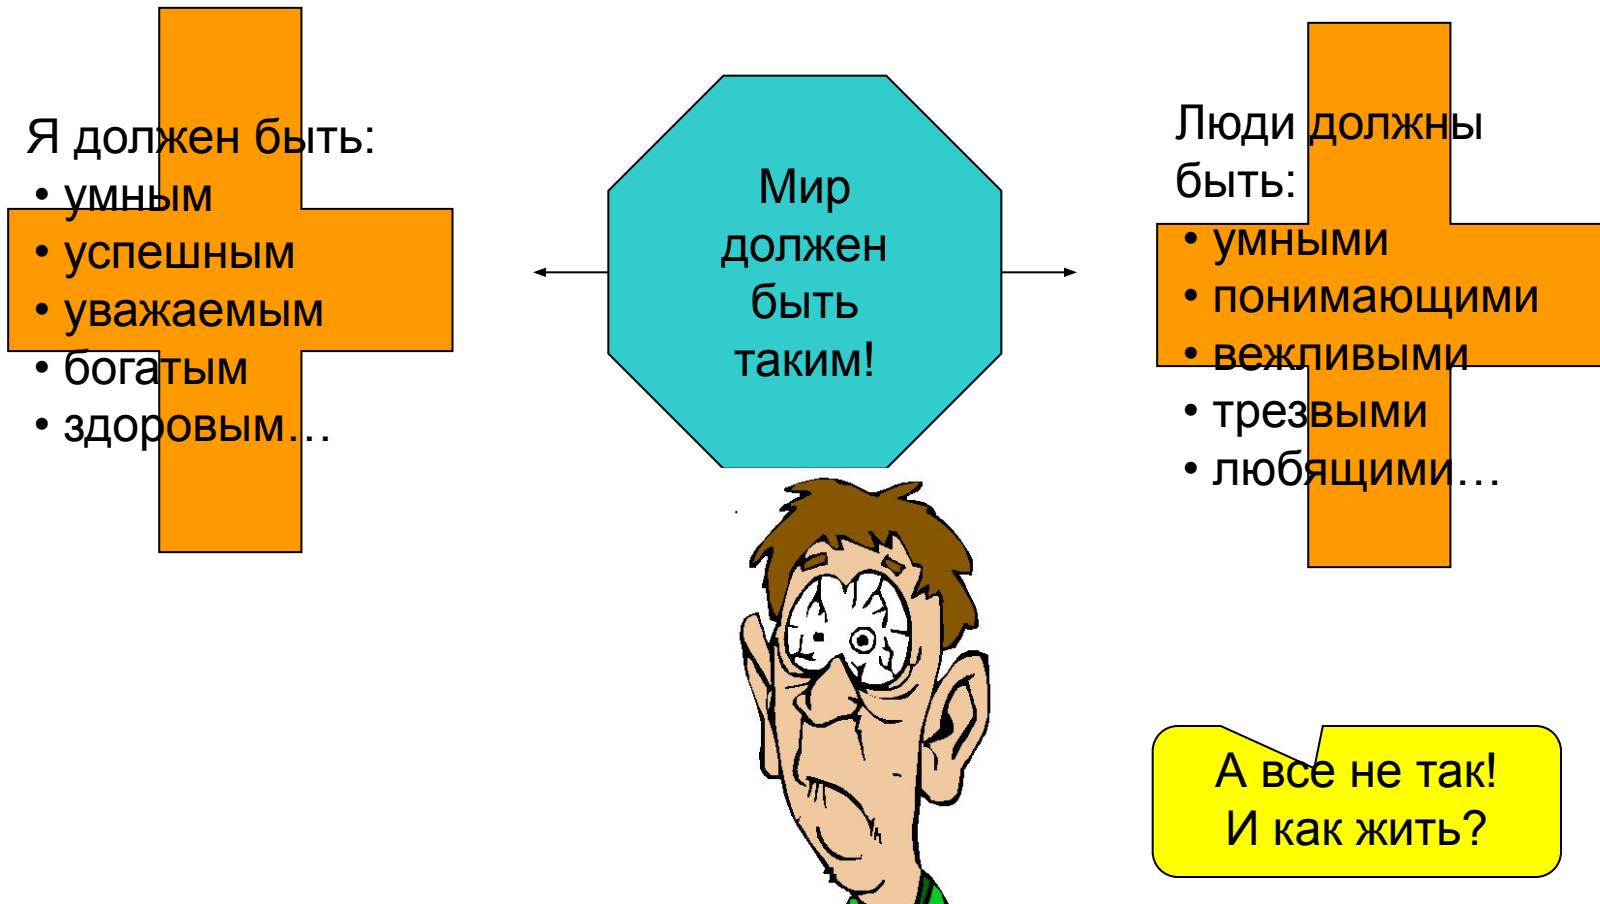 Я должен быть:
• умным
• успешным
• уважаемым
• богатым
• здоровым…
Мир
должен
быть
таким!
Люди должны
быть:
• умными
• понимающими
• вежливыми
• трезвыми
• любящими…
А все не так!
И как жить?